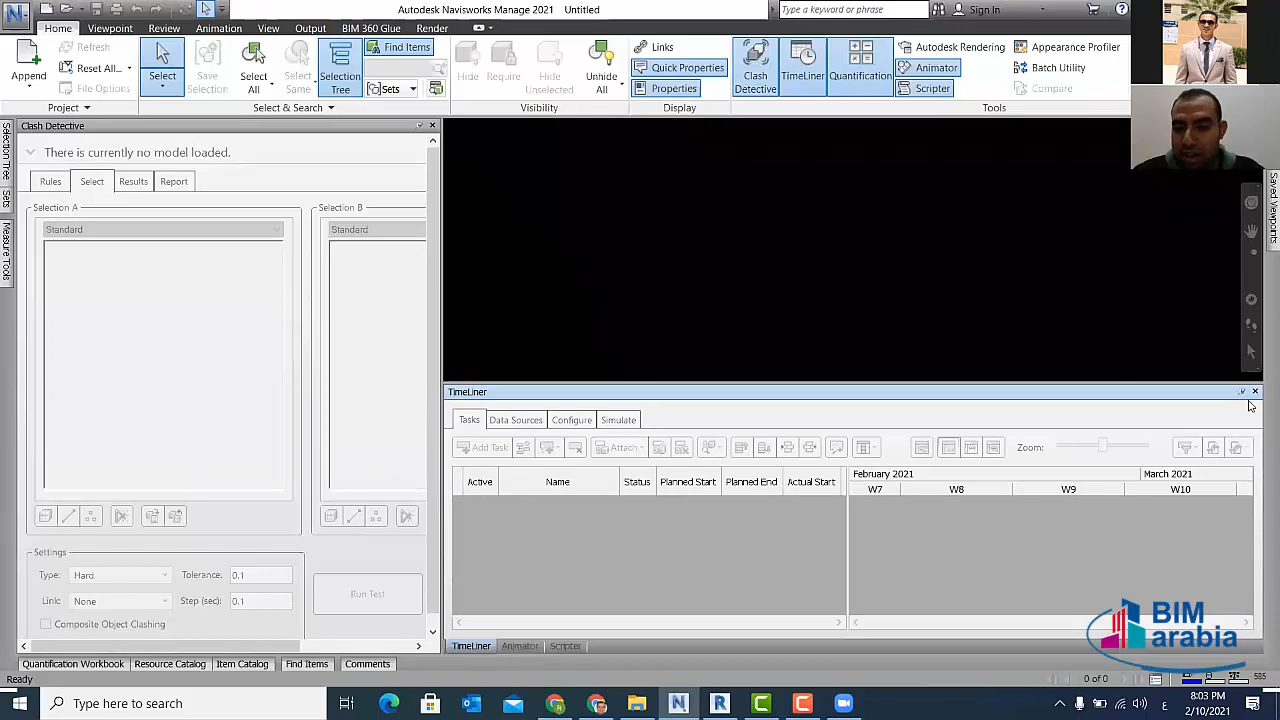 Autodesk Navisworks Manage 2021 Untitled
Type a keyword or phrase
Sign In
Home Viewpoint Review Animation View Output BIM 360 Glue Render
Append
Refresh
Reset All...
File Options
Project
Select
Save Selection
Select All
Select Same
Selection Tree
Find Items
Sets
Select & Search
Hide
Require
Hide Unselected
Unhide All
Visibility
Links
Quick Properties
Properties
Display
Clash Detective
TimeLiner
Quantification
Autodesk Rendering
Animator
Scripter
Appearance Profiler
Batch Utility
Compare
Tools
Selection Tree
Sets
Measure Tools
Clash Detective
There is currently no model loaded.
Rules Select Results Report
Selection A
Standard
Selection B
Standard
Settings
Type: Hard Tolerance: 0.1
Link: None Step (sec): 0.1
Composite Object Clashing
Run Test
Saved Viewpoints
TimeLiner
Tasks Data Sources Configure Simulate
Add Task
Attach
Zoom:
Active Name Status Planned Start Planned End Actual Start
February 2021 March 2021
W7 W8 W9 W10
TimeLiner Animator Scripter
BIM
arabia
Quantification Workbook Resource Catalog Item Catalog Find Items Comments
Ready
0 of 0
585
Type here to search
8:03 PM
2/10/2021